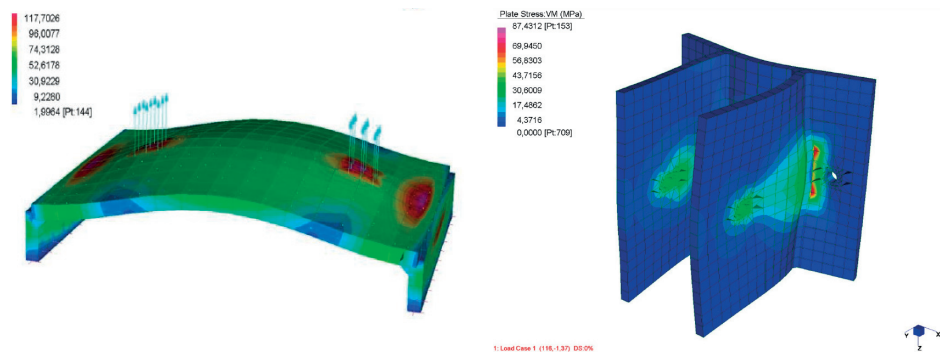 117,7026
96,0077
74,3128
52,6178
30,9229
9,2280
1,9964 [Pt:144]
Plate Stress:VM (MPa)
87,4312 [Pt:153]
69,9450
56,8303
43,7156
30,6009
17,4862
4,3716
0,0000 [Pt:709]
1: Load Case 1 (116,-1.37) DS:0%
Y
X
Z